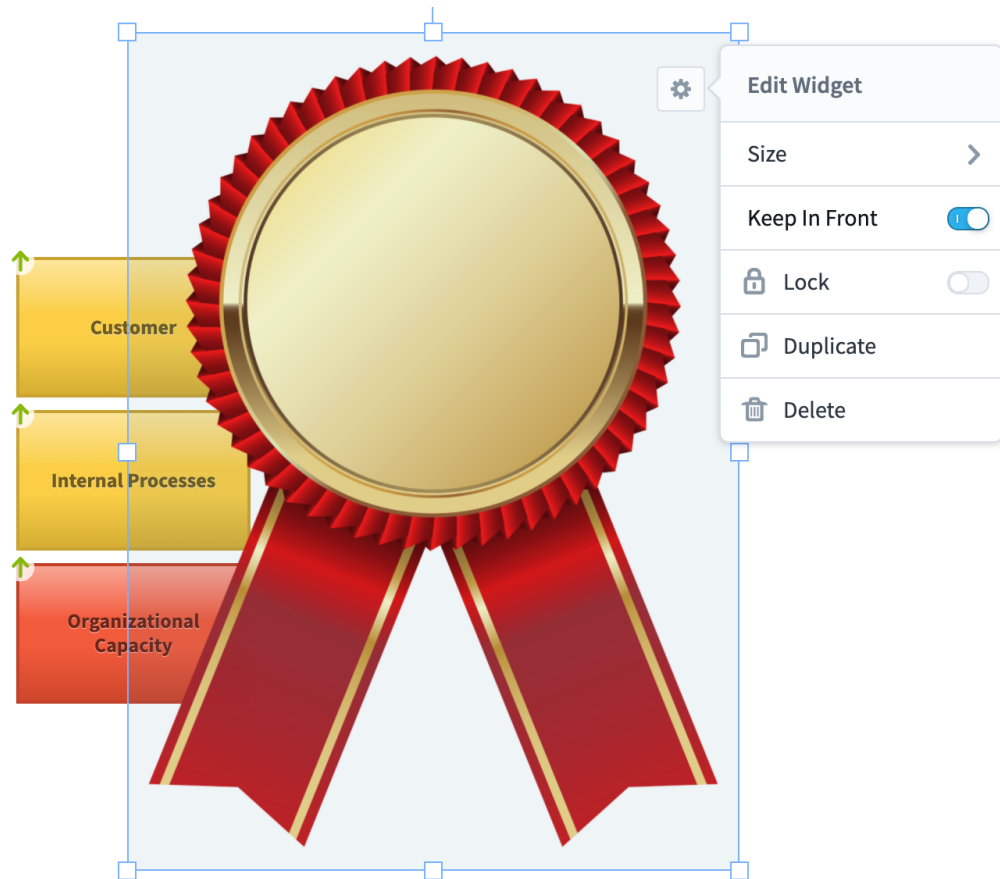 Edit Widget
Size
Keep In Front
Lock
Duplicate
Delete
Customer
Internal Processes
Organizational
Capacity